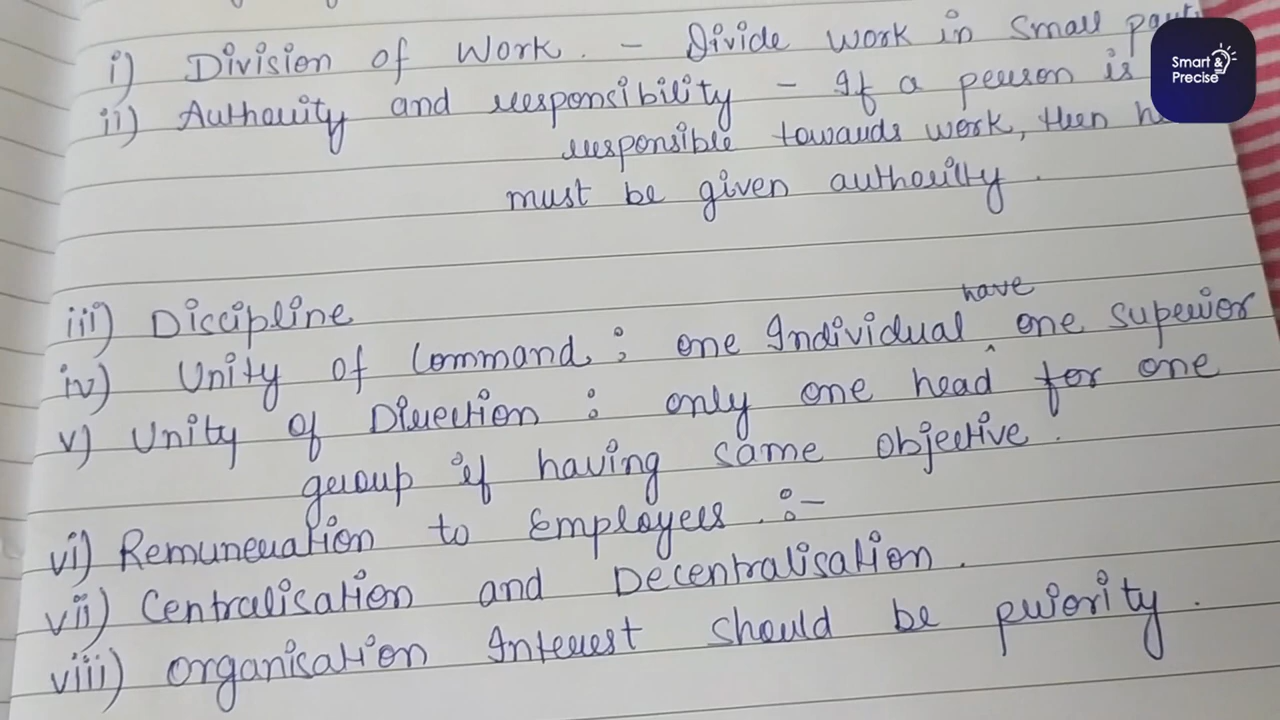 i) Division of Work. - Divide work in small
Smart &
Precise
ii) Authority and responsibility - If a person is
responsible towards work, then
must be given authority.
iii) Discipline
iv) Unity of Command. : one Individual have one superior
v) Unity of Direction : only one head for one
group if having same objective.
vi) Remuneration to Employees. :-
vii) Centralisation and Decentralisation.
viii) Organisation Interest should be priority.